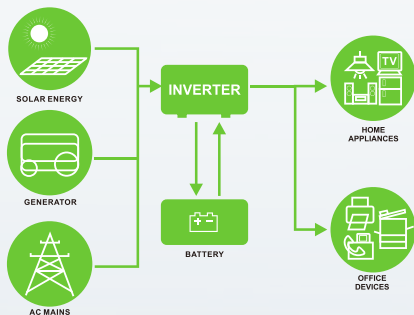 SOLAR ENERGY
GENERATOR
AC MAINS
INVERTER
BATTERY
TV
HOME
APPLIANCES
OFFICE
DEVICES